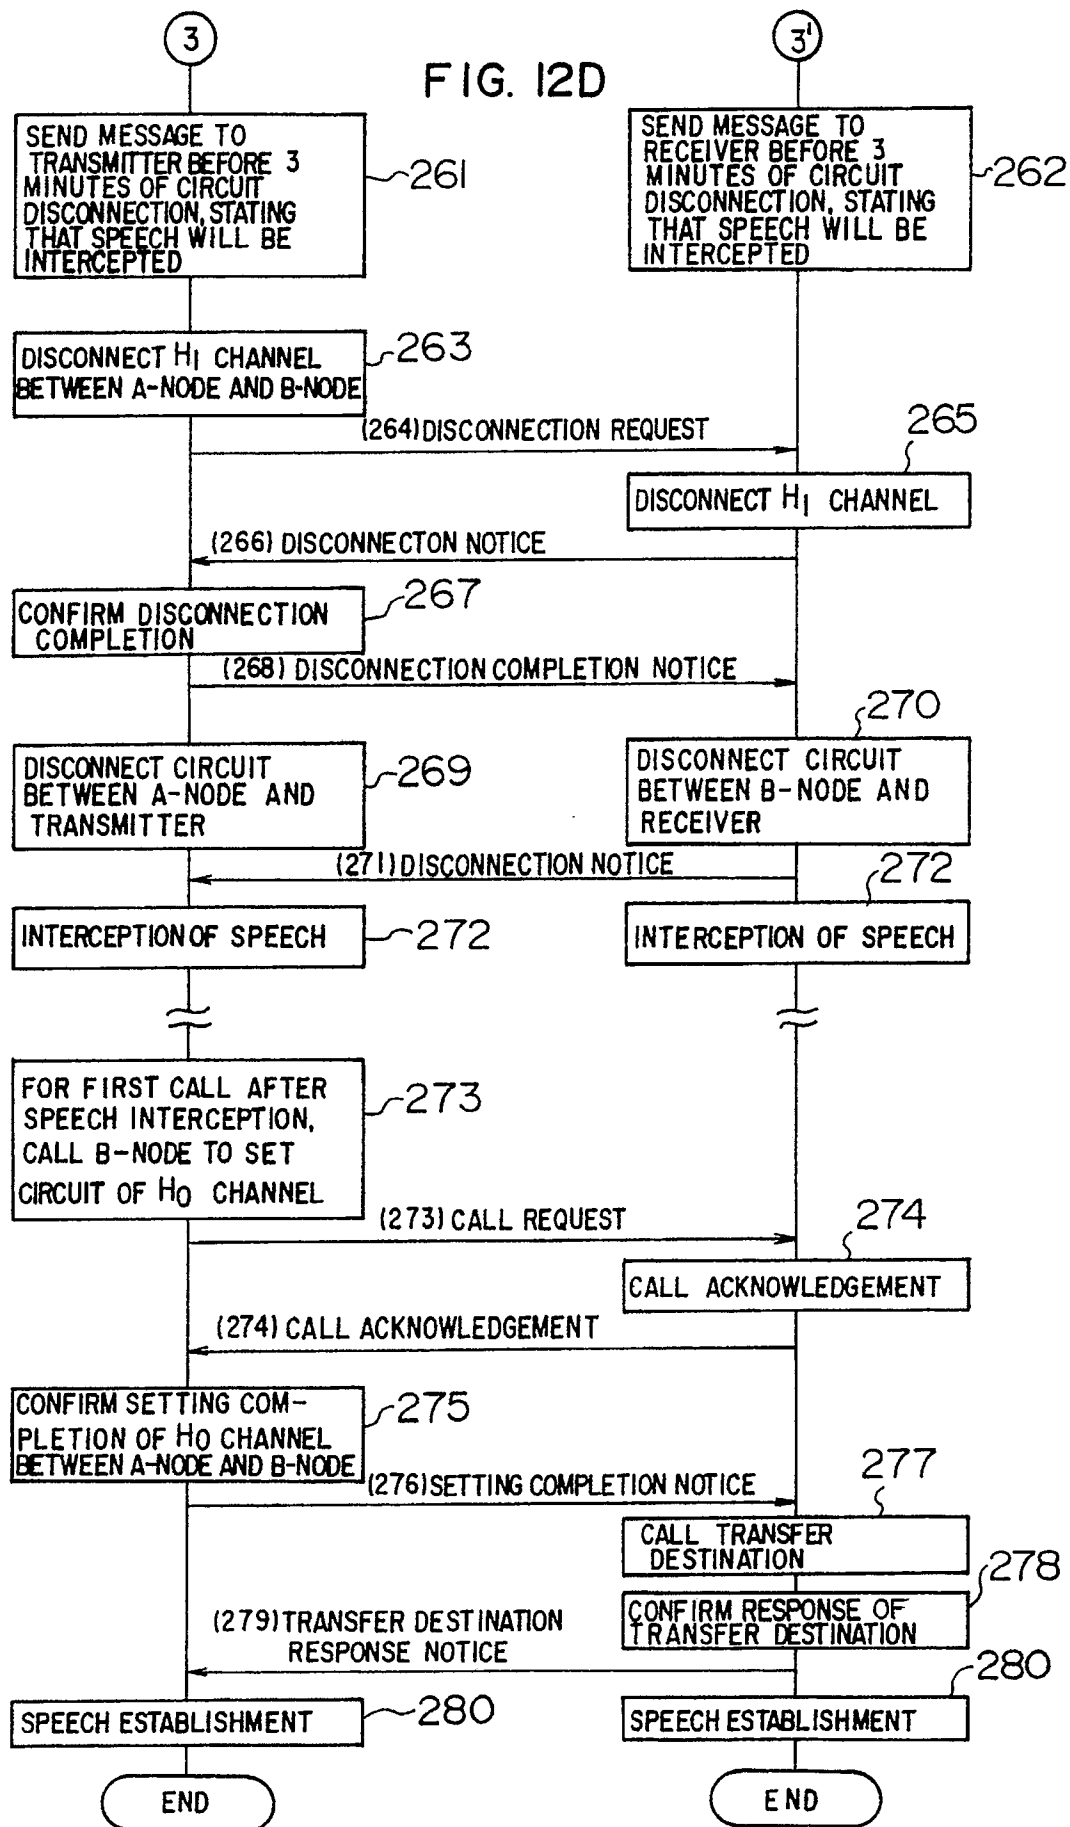 3
3'
FIG. 12D
SEND MESSAGE TO
TRANSMITTER BEFORE 3
MINUTES OF CIRCUIT
DISCONNECTION, STATING
THAT SPEECH WILL BE
INTERCEPTED
261
SEND MESSAGE TO
RECEIVER BEFORE 3
MINUTES OF CIRCUIT
DISCONNECTION, STATING
THAT SPEECH WILL BE
INTERCEPTED
262
DISCONNECT H1 CHANNEL
BETWEEN A-NODE AND B-NODE
263
(264) DISCONNECTION REQUEST
265
DISCONNECT H1 CHANNEL
(266) DISCONNECTON NOTICE
CONFIRM DISCONNECTION
COMPLETION
267
(268) DISCONNECTION COMPLETION NOTICE
270
DISCONNECT CIRCUIT
BETWEEN A-NODE AND
TRANSMITTER
269
DISCONNECT CIRCUIT
BETWEEN B-NODE AND
RECEIVER
(271) DISCONNECTION NOTICE
272
INTERCEPTION OF SPEECH
272
INTERCEPTION OF SPEECH
FOR FIRST CALL AFTER
SPEECH INTERCEPTION,
CALL B-NODE TO SET
CIRCUIT OF H0 CHANNEL
273
(273) CALL REQUEST
274
CALL ACKNOWLEDGEMENT
(274) CALL ACKNOWLEDGEMENT
CONFIRM SETTING COM-
PLETION OF H0 CHANNEL
BETWEEN A-NODE AND B-NODE
275
(276) SETTING COMPLETION NOTICE
277
CALL TRANSFER
DESTINATION
278
CONFIRM RESPONSE OF
TRANSFER DESTINATION
(279) TRANSFER DESTINATION
RESPONSE NOTICE
280
SPEECH ESTABLISHMENT
280
SPEECH ESTABLISHMENT
END
END